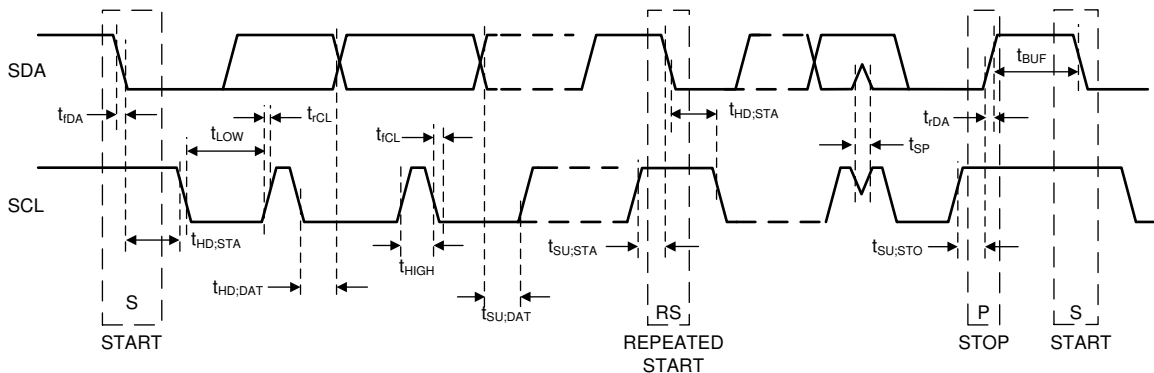 SDA
t_fDA
t_LOW
t_rCL
t_fCL
t_HD;STA
t_SP
t_BUF
t_rDA
SCL
t_HD;STA
t_HD;DAT
t_HIGH
t_SU;DAT
t_SU;STA
t_SU;STO
S
RS
P
S
START
REPEATED
START
STOP
START